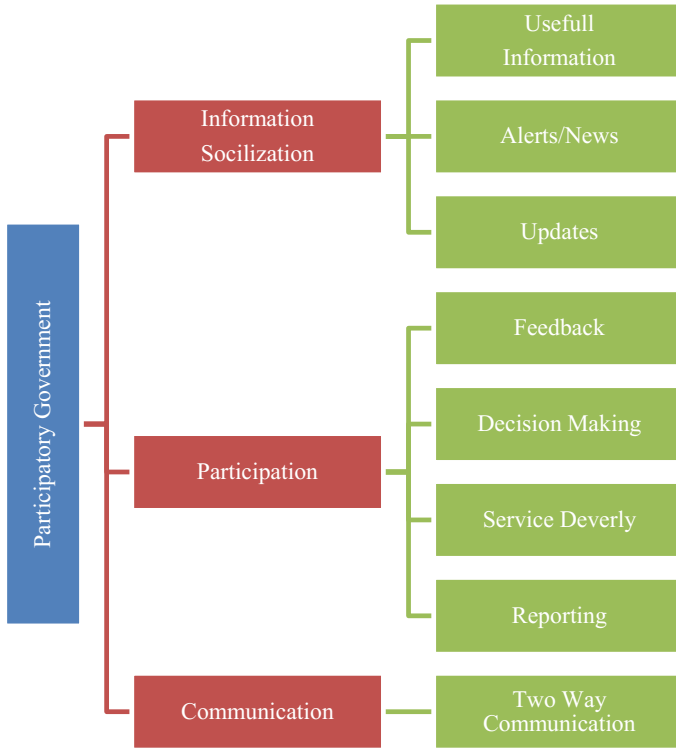 Participatory Government
Information
Socilization
Usefull
Information
Alerts/News
Updates
Participation
Feedback
Decision Making
Service Deverly
Reporting
Communication
Two Way
Communication